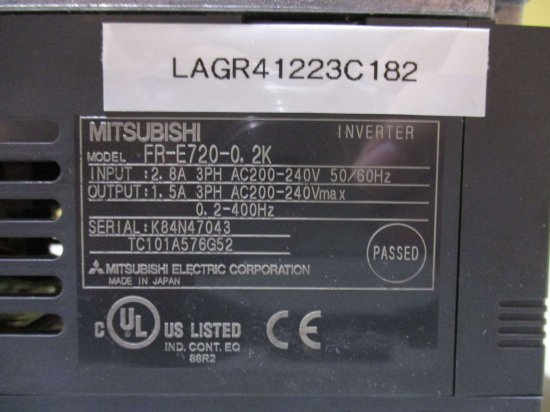 LAGR41223C182
MITSUBISHI INVERTER
MODEL FR-E720-0.2K
INPUT :2.8A 3PH AC200-240V 50/60Hz
OUTPUT:1.5A 3PH AC200-240Vmax
0.2-400Hz
SERIAL:K84N47043
TC101A576G52
PASSED
MITSUBISHI ELECTRIC CORPORATION
MADE IN JAPAN
C UL US LISTED CE
IND. CONT. EQ
88R2